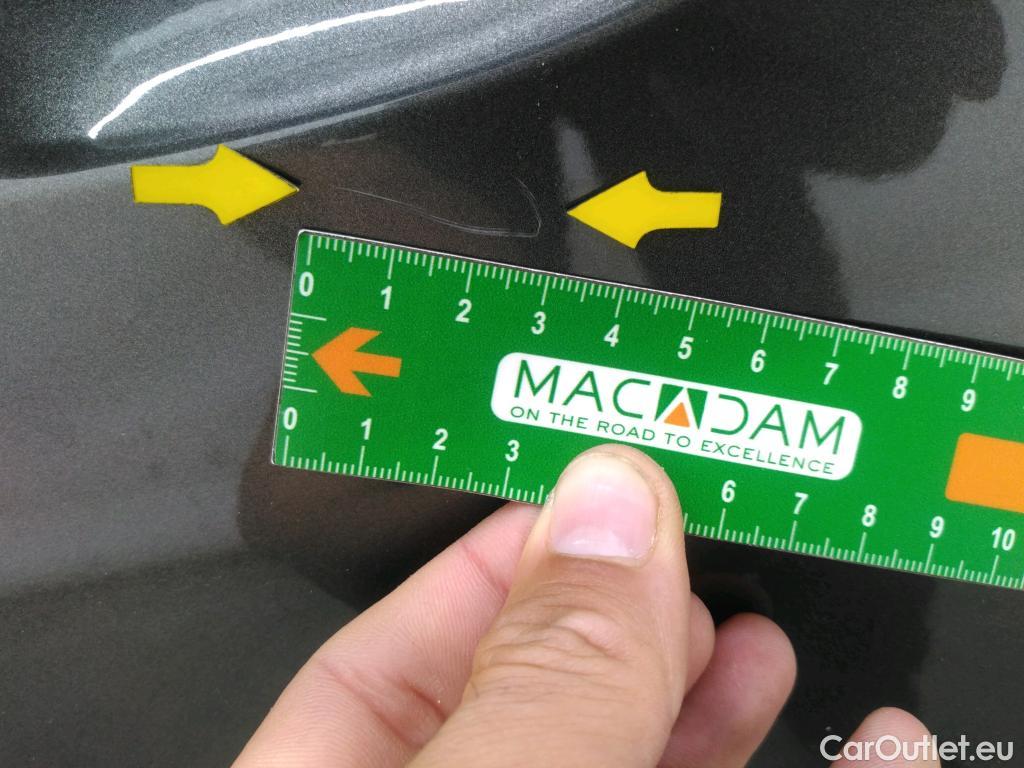 0 1 2 3 4 5 6 7 8 9
MACADAM
ON THE ROAD TO EXCELLENCE
0 1 2 3 6 7 8 9 10
CarOutlet.eu